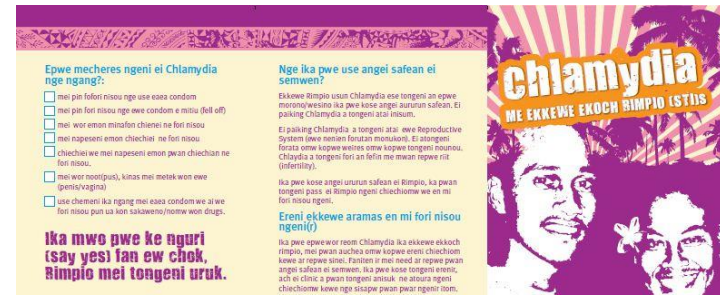 Epwe mecheres ngeni ei Chlamydia
nge ngang?:
mei pin fofori nisou nge use eaea condom
mei pin fori nisou nge ewe condom e mitiu (fell off)
mei wor emon minafon chienei ne fori nisou
mei napeseni emon chiechiei ne fori nisou
chiechiei we mei napeseni emon pwan chiechian ne
fori nisou.
mei wor noot(pus), kinas mei metek won ewe
(penis/vagina)
use chemeni ika ngang mei eaea condom we ai we
fori nisou pun ua kon sakaweno/nomw won drugs.
Ika mwo pwe ke nguri
(say yes) fan ew chok,
Rimpio mei tongeni uruk.
Nge ika pwe use angei safean ei
semwen?
Ekkewe Rimpio usun Chlamydia ese tongeni an epwe
morono/wesino ika pwe kose angei aururun safean. Ei
paiking Chlamydia a tongeni atai inisum.
Ei paiking Chlamydia a tongeni atai ewe Reproductive
System (ewe nenien forutan monukon). Ei atongeni
forata omw kopwe weires omw kopwe tongeni nounou.
Chlaydia a tongeni fori an fefin me mwan repwe riit
(infertility).
Ika pwe kose angei ururun safean ei Rimpio, ka pwan
tongeni pass ei Rimpio ngeni chiechiomw we en mi
fori nisou ngeni.
Ereni ekkewe aramas en mi fori nisou
ngeni(r)
Ika pwe epwe wor reom Chlamydia ika ekkewe ekkoch
rimpio, mei pwan auchea omw kopwe ereni chiechiom
kewe ar repwe sinei. Faniten ir mei need ar repwe pwan
angei safean ei semwen. Ika pwe kose tongeni erenir,
ach ei clinic a pwan tongeni anisuk ne atoura ngeni
chiechiomw kewe nge sisapw pwan pwar ngenir itom.
chlamydia
ME EKKEWE EKOCH RIMPIO (STI)S